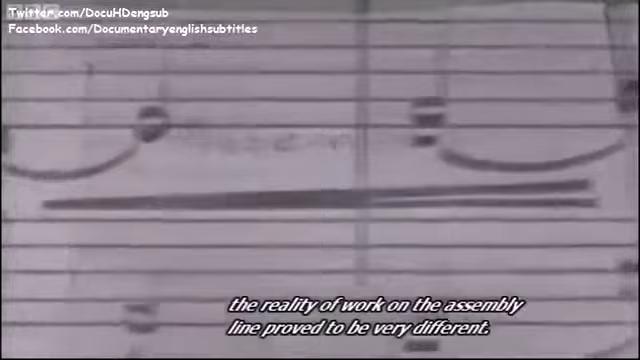 Twitter.com/DocuHDengsub
Facebook.com/Documentaryenglishsubtitles
the reality of work on the assembly
line proved to be very different.